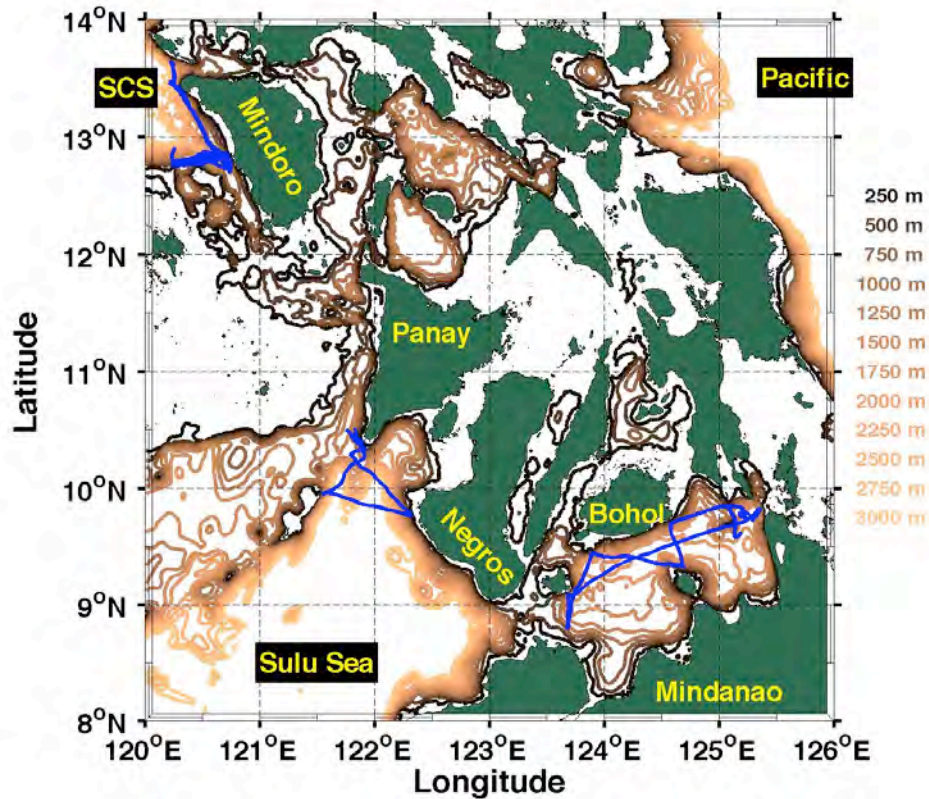 14°N
13°N
12°N
11°N
10°N
9°N
8°N
Latitude
SCS
Pacific
Mindoro
Panay
Negros
Bohol
Sulu Sea
Mindanao
250 m
500 m
750 m
1000 m
1250 m
1500 m
1750 m
2000 m
2250 m
2500 m
2750 m
3000 m
120°E
121°E
122°E
123°E
124°E
125°E
126°E
Longitude